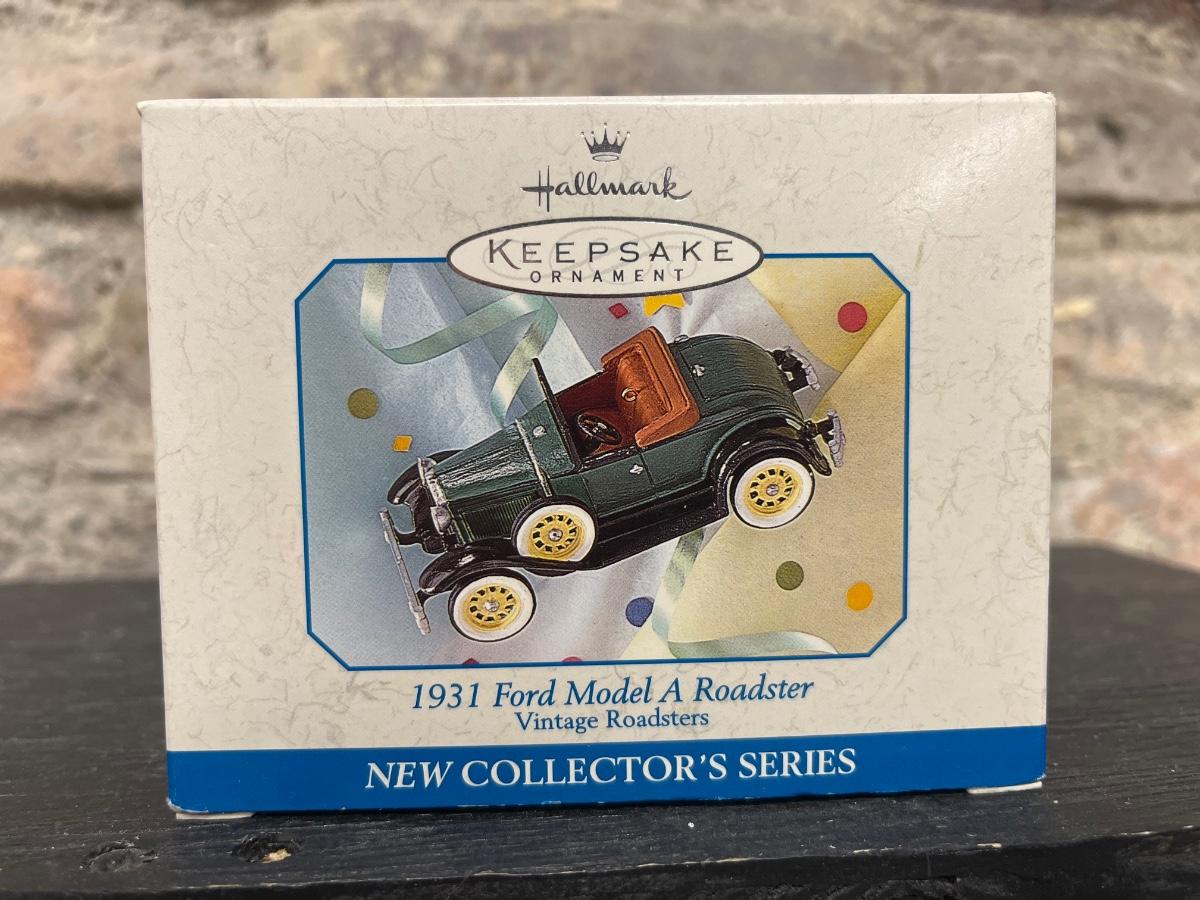 Hallmark
KEEPSAKE
ORNAMENT
1931 Ford Model A Roadster
Vintage Roadsters
NEW COLLECTOR'S SERIES